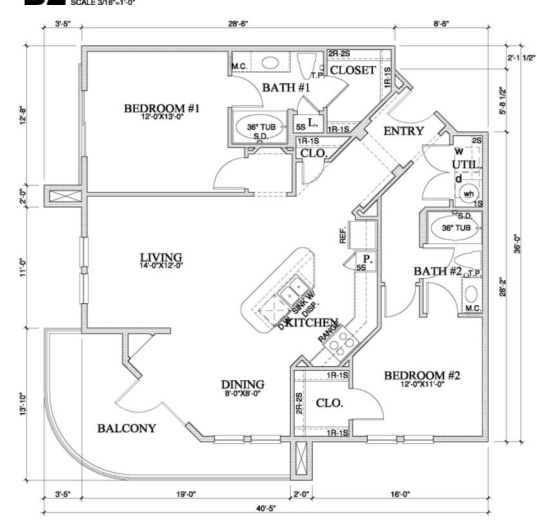 SCALE 3/16"=1'-0"
3'-5"
28'-6"
8'-6"
2'-1 1/2"
5'-8 1/2"
36'-0"
28'-2"
12'-8"
2'-0"
11'-0"
13'-10"
2R-2S
M.C.
T.P.
CLOSET
1R-1S
BATH #1
BEDROOM #1
12'-0"X13'-0"
36" TUB
S.D.
L.
5S
1R-1S
1R-1S
CLO.
ENTRY
w
2S
UTIL.
d
wh
1S
S.D.
36" TUB
REF.
P.
5S
LIVING
14'-0"X12'-0"
BATH #2
T.P.
M.C.
D.W.
SINK W/
DISP.
KITCHEN
RANGE
1R-1S
BEDROOM #2
12'-0"X11'-0"
DINING
8'-0"X8'-0"
2R-2S
CLO.
1R-1S
BALCONY
3'-5"
19'-0"
2'-0"
16'-0"
40'-5"